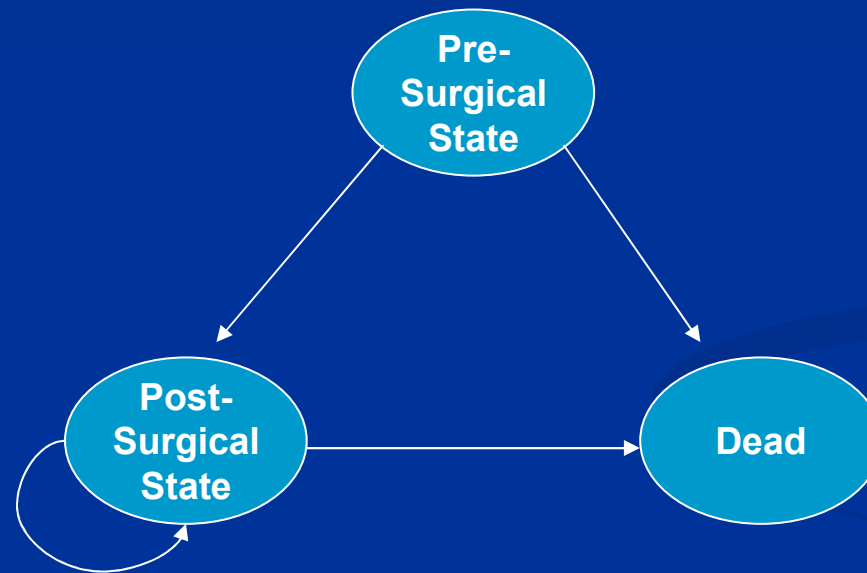 Pre-
Surgical
State
Post-
Surgical
State
Dead